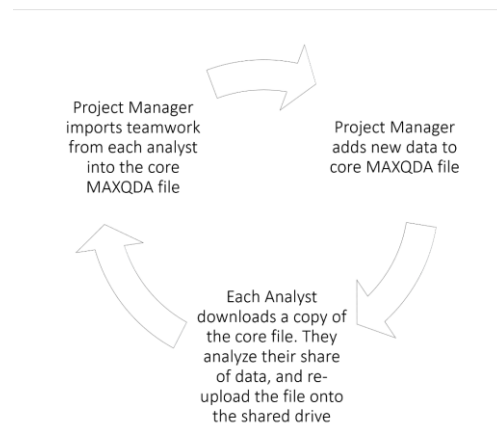 Project Manager
imports teamwork
from each analyst
into the core
MAXQDA file
Project Manager
adds new data to
core MAXQDA file
Each Analyst
downloads a copy of
the core file. They
analyze their share
of data, and re-
upload the file onto
the shared drive